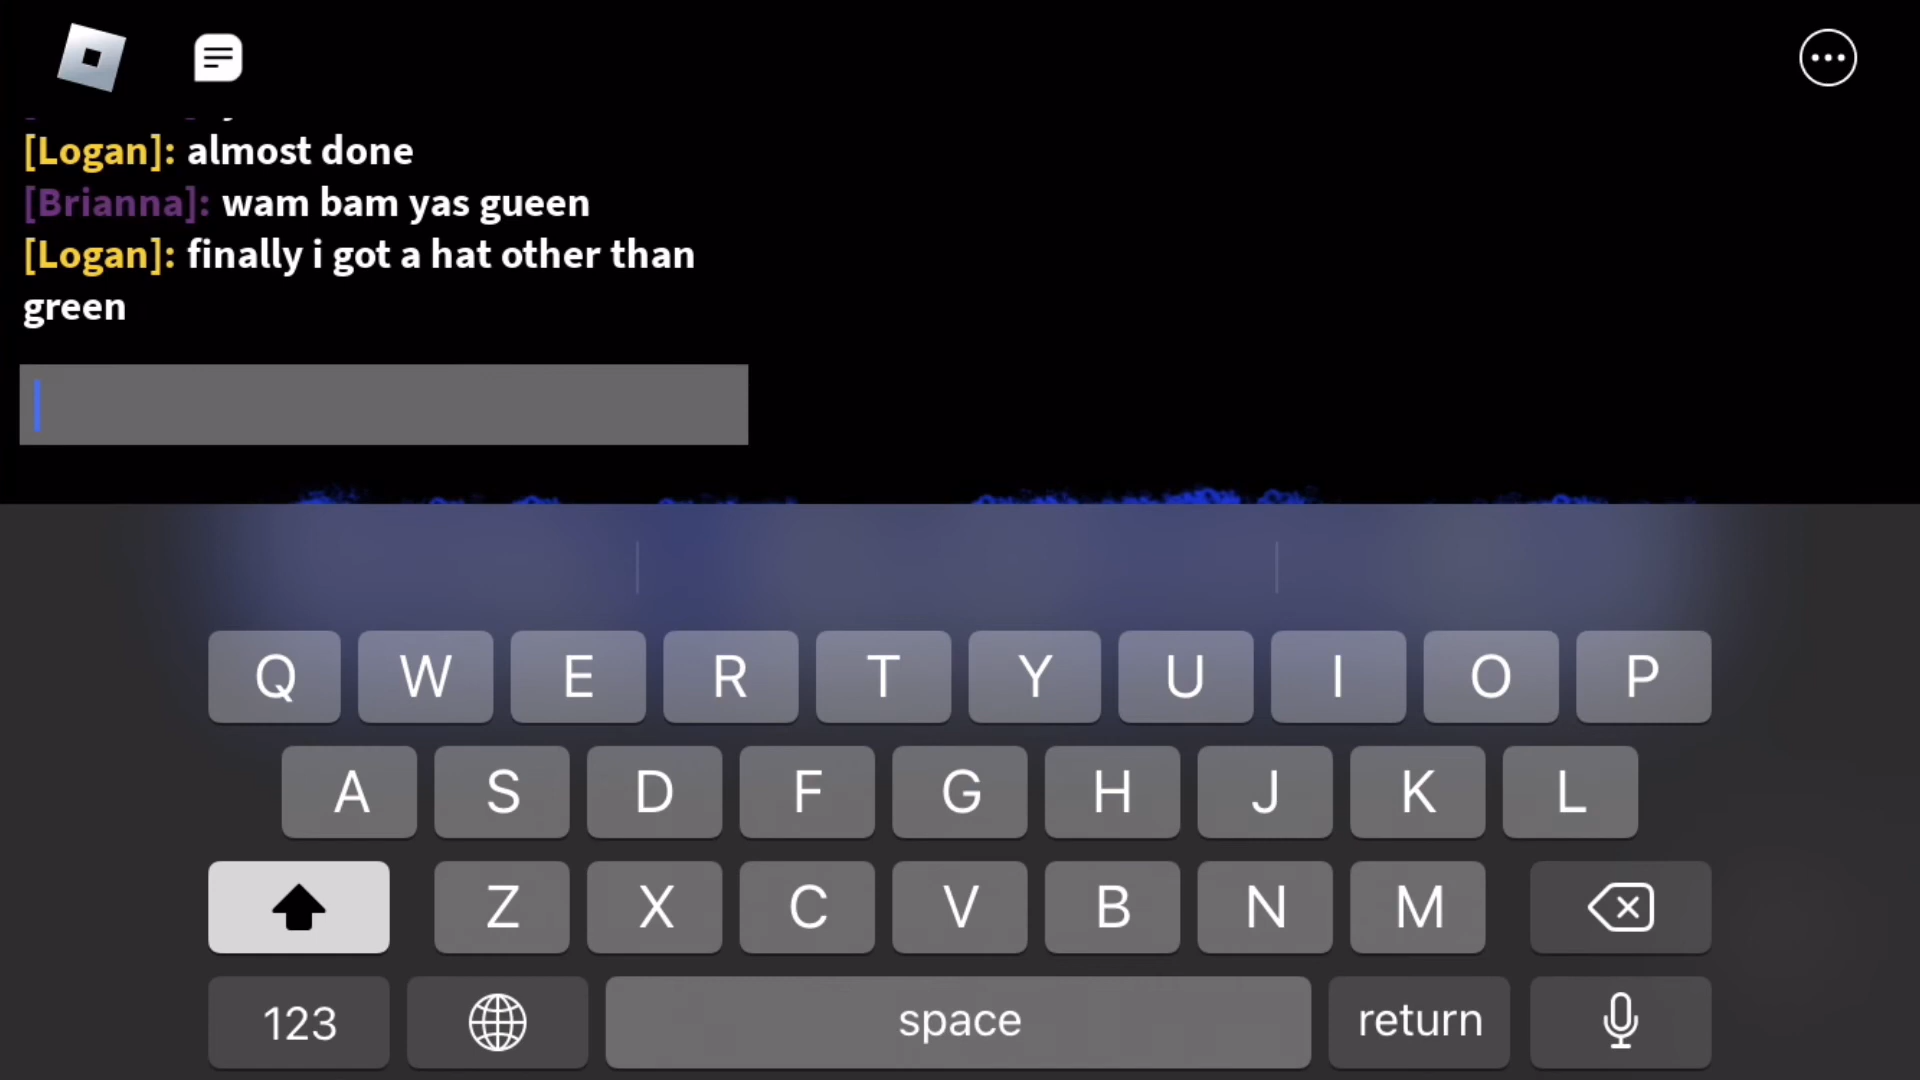 [Logan]: almost done
[Brianna]: wam bam yas gueen
[Logan]: finally i got a hat other than
green
Q W E R T Y U I O P
A S D F G H J K L
Z X C V B N M
123 space return